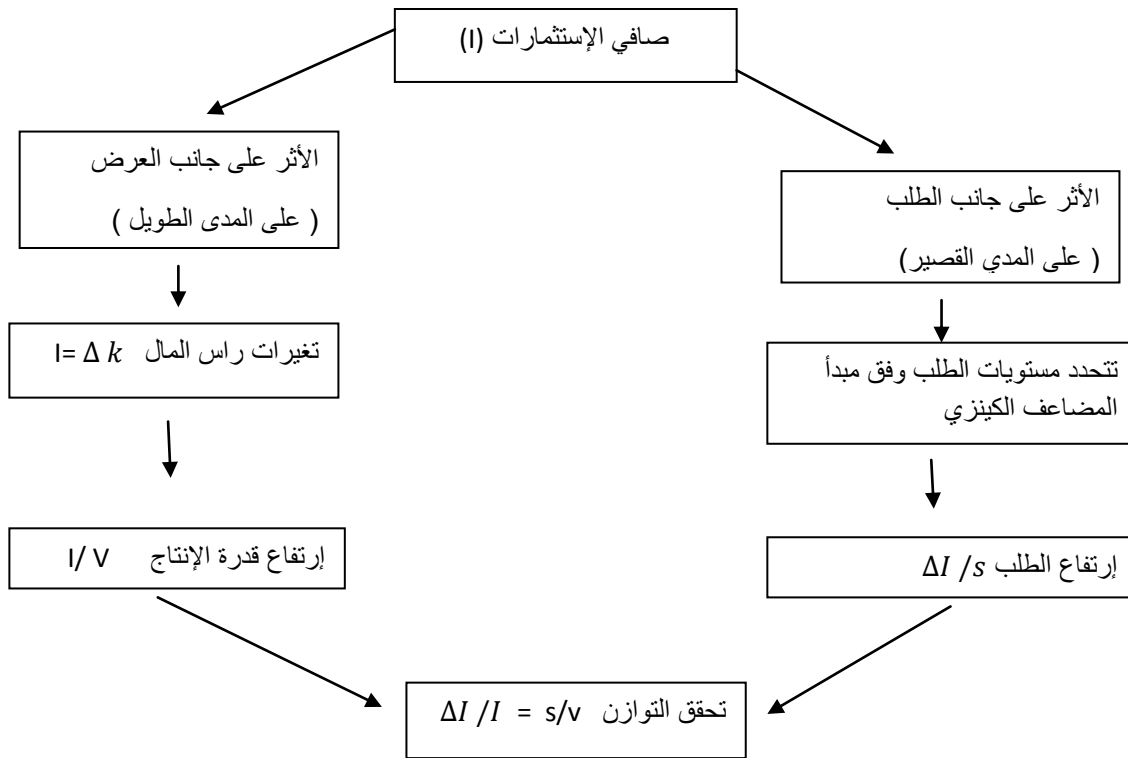 صافي الإستثمارات (I)
الأثر على جانب الطلب
( على المدي القصير)
تتحدد مستويات الطلب وفق مبدأ
المضاعف الكينزي
إرتفاع الطلب ΔI /s
الأثر على جانب العرض
( على المدى الطويل )
تغيرات راس المال I= Δ k
إرتفاع قدرة الإنتاج I/ V
تحقق التوازن ΔI /I = s/v